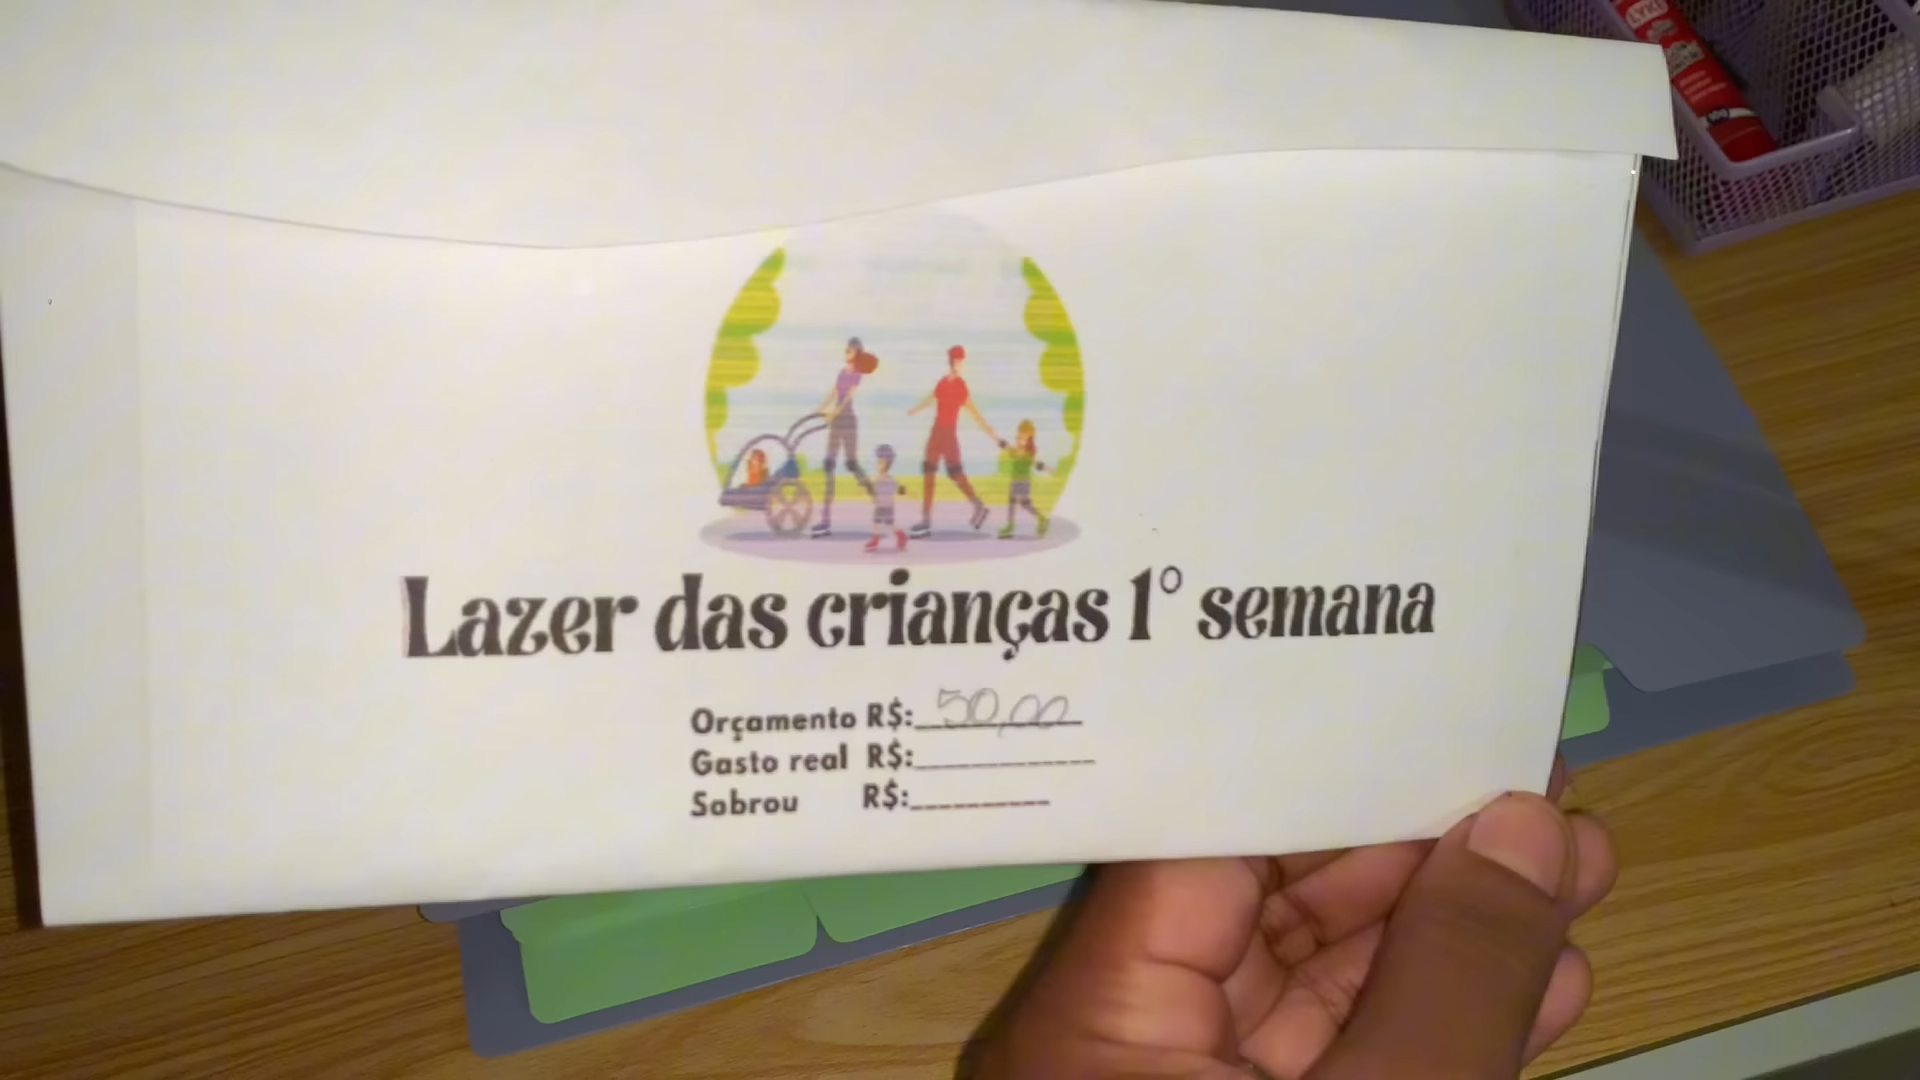 Lazer das crianças 1° semana
Orçamento R$: 50,00
Gasto real R$:
Sobrou R$: